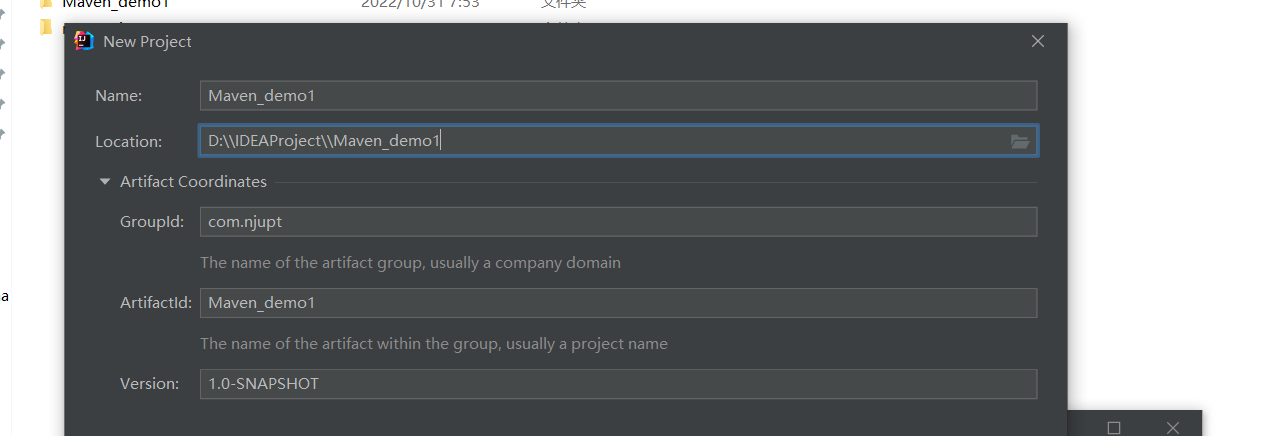 Maven_demo1 2022/10/31 7:53 文件夹
New Project
Name: Maven_demo1
Location: D:\\IDEAProject\\Maven_demo1
Artifact Coordinates
GroupId: com.njupt
The name of the artifact group, usually a company domain
ArtifactId: Maven_demo1
The name of the artifact within the group, usually a project name
Version: 1.0-SNAPSHOT